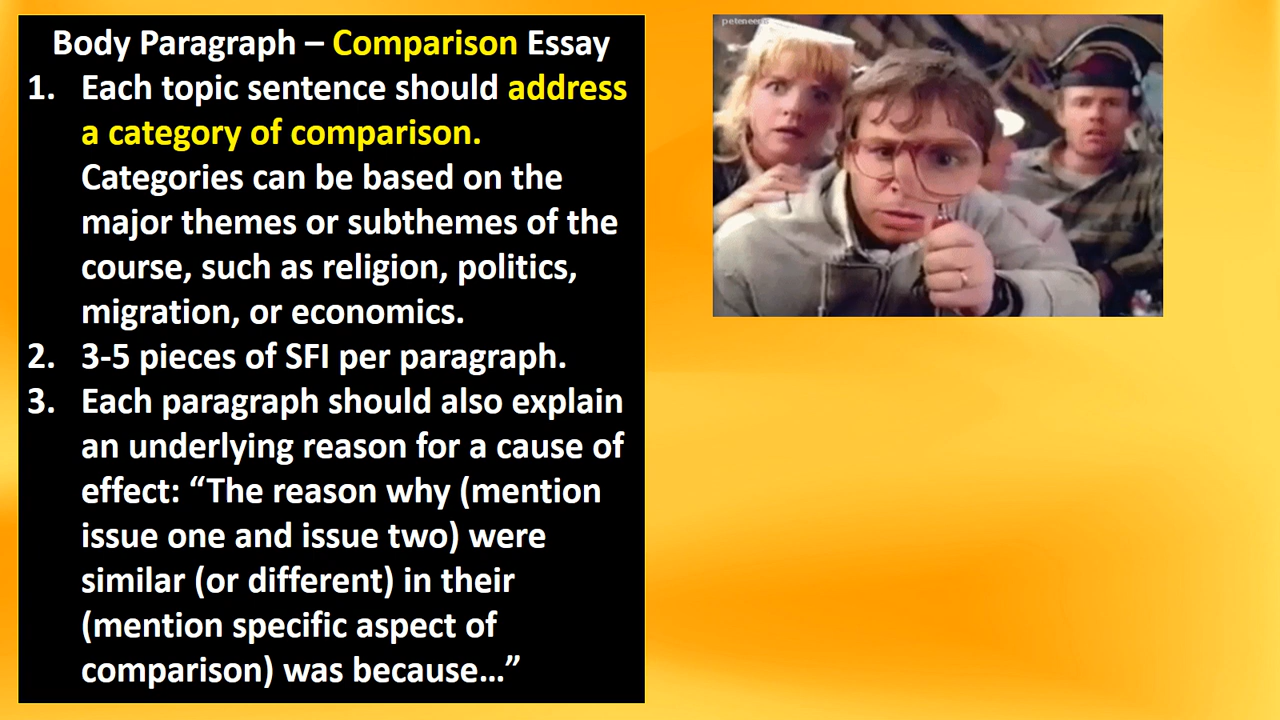 Body Paragraph – Comparison Essay
1. Each topic sentence should address
a category of comparison.
Categories can be based on the
major themes or subthemes of the
course, such as religion, politics,
migration, or economics.
2. 3-5 pieces of SFI per paragraph.
3. Each paragraph should also explain
an underlying reason for a cause of
effect: “The reason why (mention
issue one and issue two) were
similar (or different) in their
(mention specific aspect of
comparison) was because…”